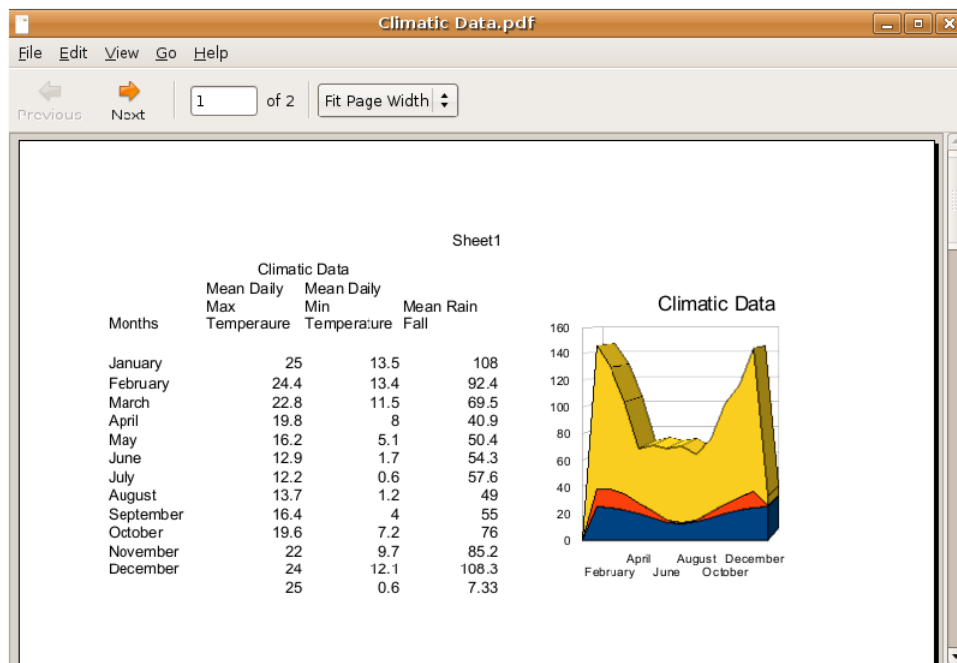 Climatic Data.pdf
File Edit View Go Help
Previous Next 1 of 2 Fit Page Width
Sheet1
Climatic Data
Mean Daily Mean Daily
Max Min Mean Rain
Months Temperaure Temperature Fall
January 25 13.5 108
February 24.4 13.4 92.4
March 22.8 11.5 69.5
April 19.8 8 40.9
May 16.2 5.1 50.4
June 12.9 1.7 54.3
July 12.2 0.6 57.6
August 13.7 1.2 49
September 16.4 4 55
October 19.6 7.2 76
November 22 9.7 85.2
December 24 12.1 108.3
25 0.6 7.33
Climatic Data
160
140
120
100
80
60
40
20
0
April August December
February June October